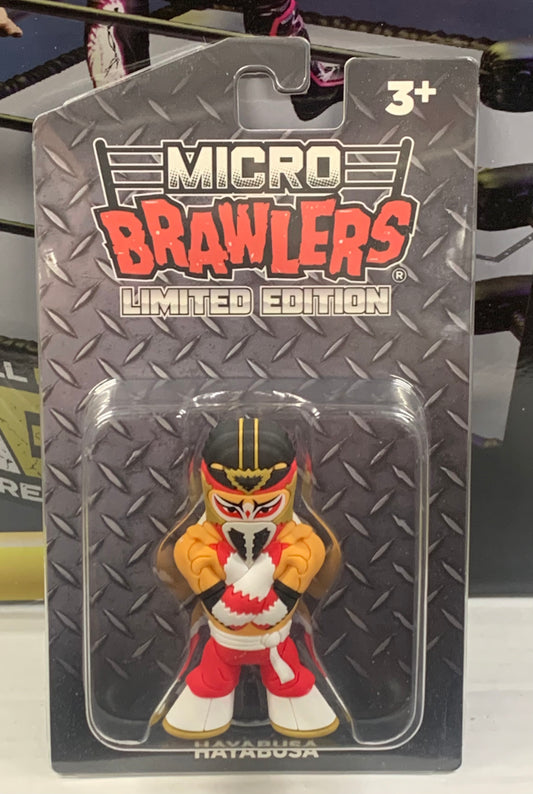 3+
MICRO
BRAWLERS®
LIMITED EDITION
HAYABUSA